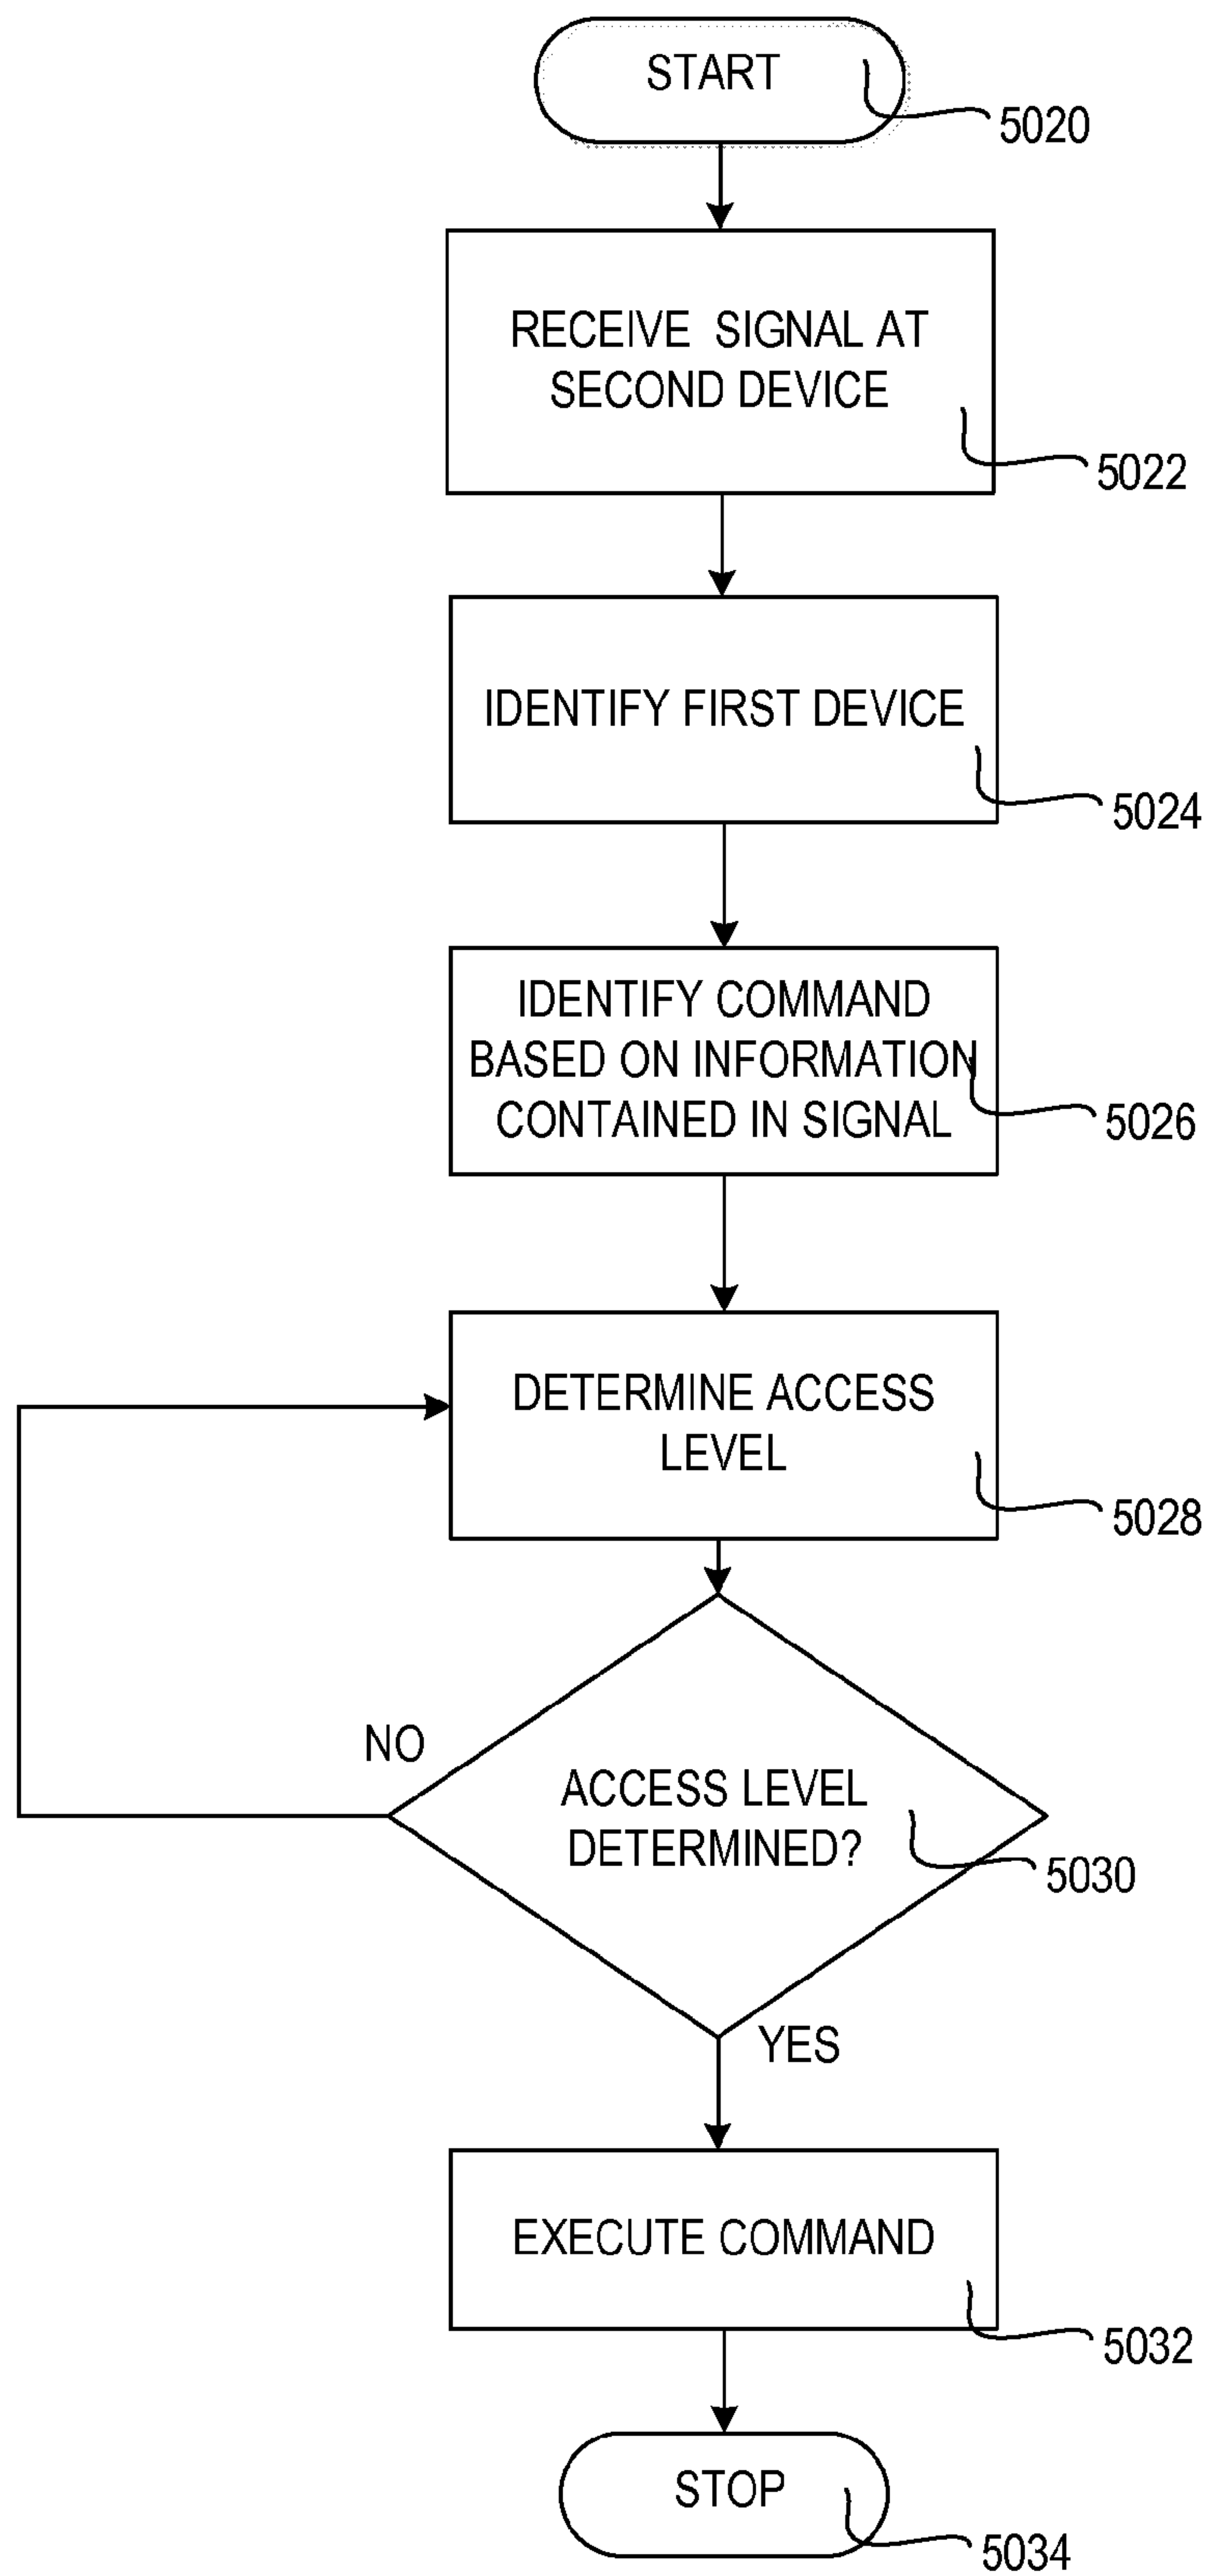 START
5020
RECEIVE SIGNAL AT
SECOND DEVICE
5022
IDENTIFY FIRST DEVICE
5024
IDENTIFY COMMAND
BASED ON INFORMATION
CONTAINED IN SIGNAL
5026
DETERMINE ACCESS
LEVEL
5028
NO
ACCESS LEVEL
DETERMINED?
5030
YES
EXECUTE COMMAND
5032
STOP
5034